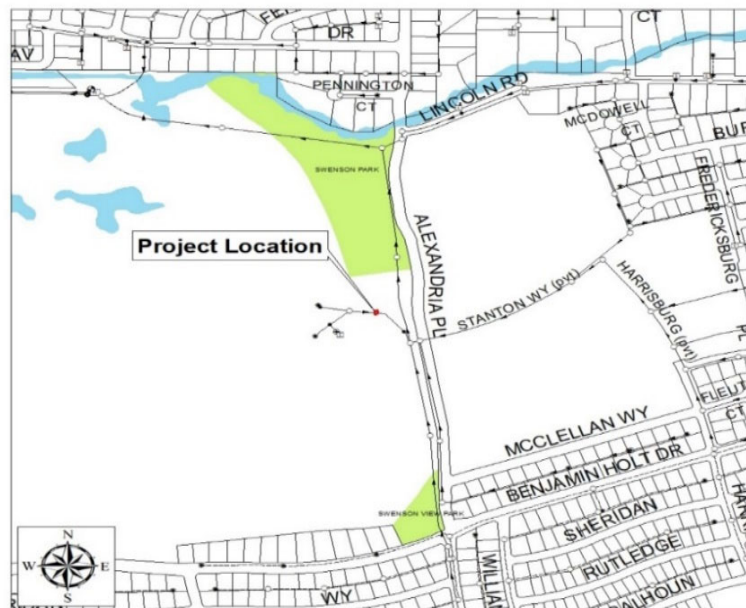 CT
DR
AV
PENNINGTON
CT
LINCOLN RD
MCDOWELL
CT
FREDERICKSBURG
SWENSON PARK
ALEXANDRIA PL
Project Location
STANTON WY (pvt)
HARRISBURG (pvt)
PL
CT
MCCLELLAN WY
BENJAMIN HOLT DR
SWENSON VIEW PARK
SHERIDAN
RUTLEDGE
WY
N
W E
S